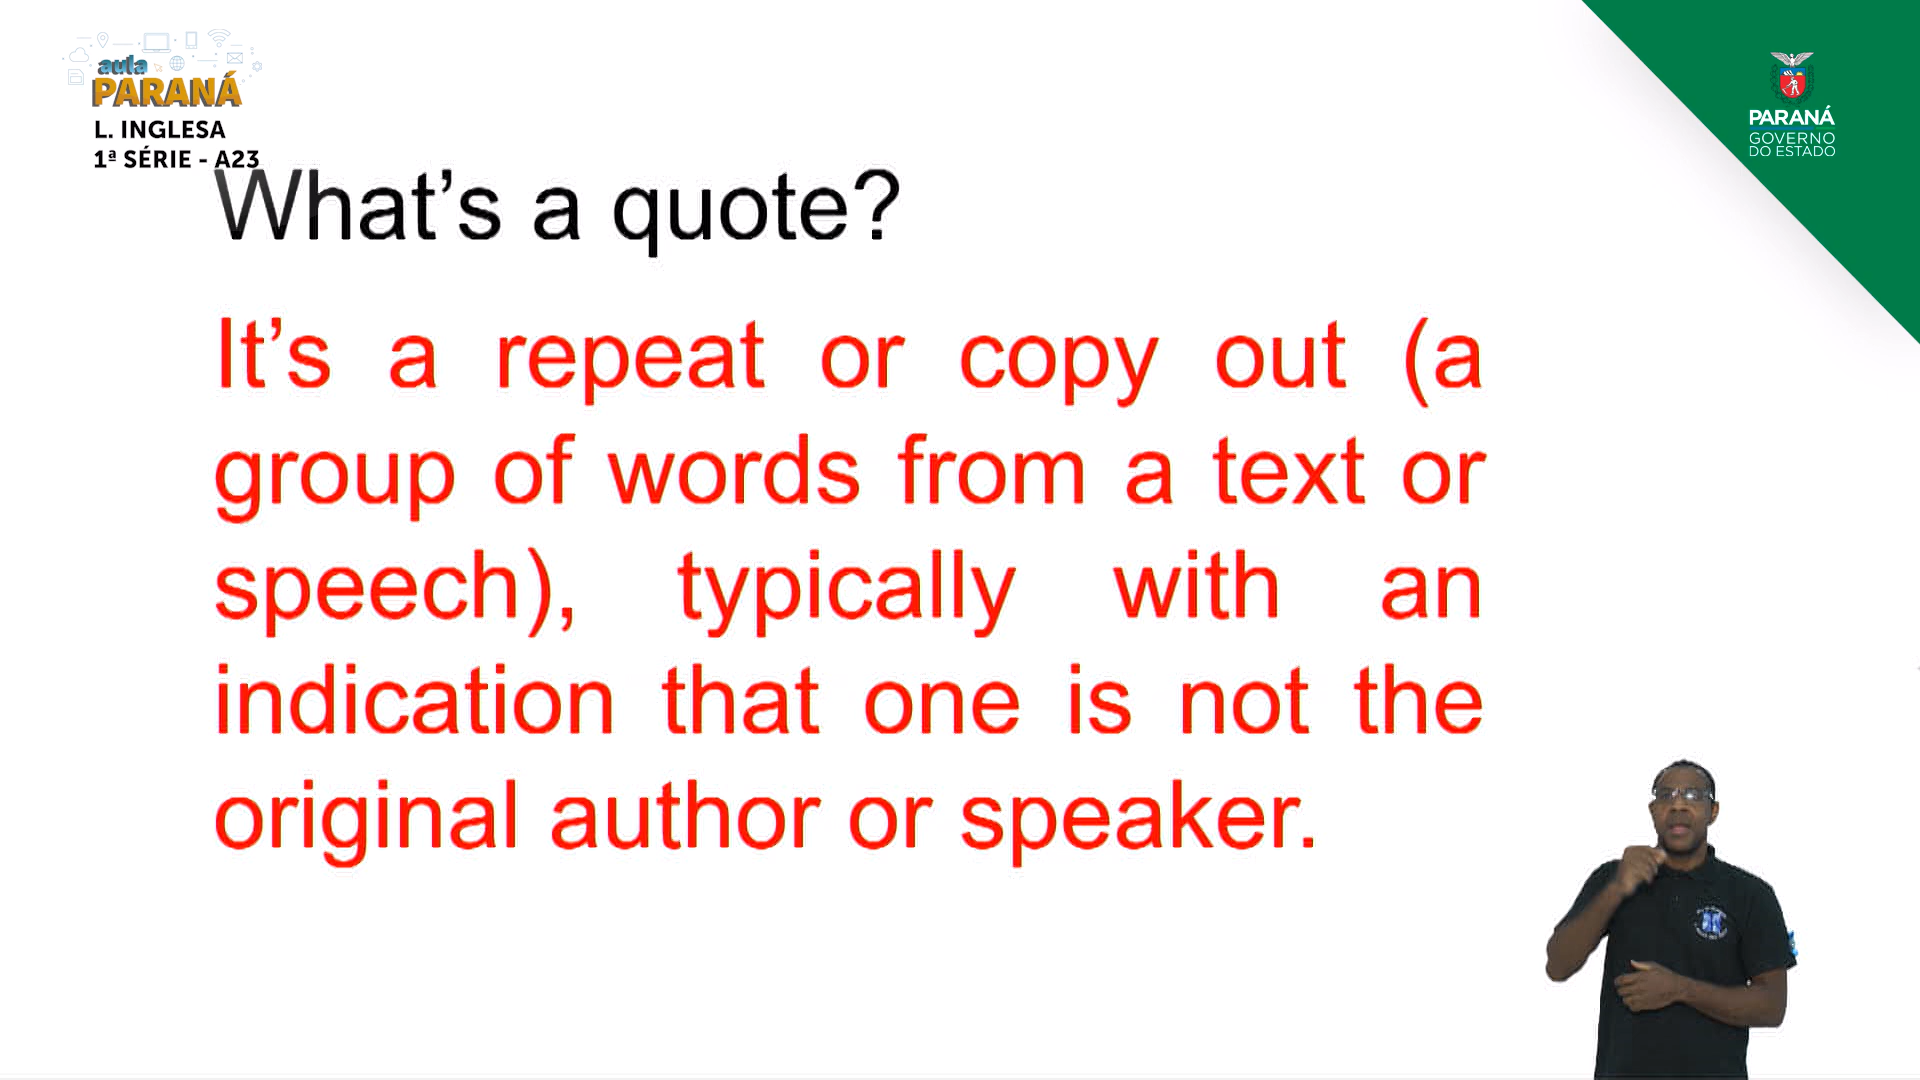 aula
PARANÁ
L. INGLESA
1ª SÉRIE - A23
PARANÁ
GOVERNO
DO ESTADO
What’s a quote?
It’s a repeat or copy out (a
group of words from a text or
speech), typically with an
indication that one is not the
original author or speaker.